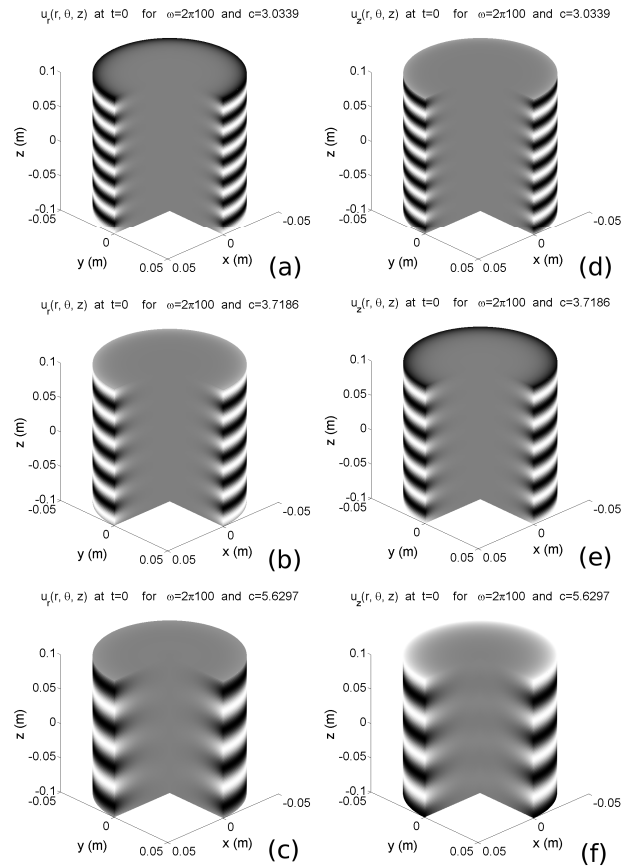 u_r(r, θ, z) at t=0 for ω=2π100 and c=3.0339
0.1
0.05
0
-0.05
-0.1
z (m)
-0.05
0
0.05
y (m)
0.05
0
-0.05
x (m)
(a)
u_z(r, θ, z) at t=0 for ω=2π100 and c=3.0339
0.1
0.05
0
-0.05
-0.1
z (m)
-0.05
0
0.05
y (m)
0.05
0
-0.05
x (m)
(d)
u_r(r, θ, z) at t=0 for ω=2π100 and c=3.7186
0.1
0.05
0
-0.05
-0.1
z (m)
-0.05
0
0.05
y (m)
0.05
0
-0.05
x (m)
(b)
u_z(r, θ, z) at t=0 for ω=2π100 and c=3.7186
0.1
0.05
0
-0.05
-0.1
z (m)
-0.05
0
0.05
y (m)
0.05
0
-0.05
x (m)
(e)
u_r(r, θ, z) at t=0 for ω=2π100 and c=5.6297
0.1
0.05
0
-0.05
-0.1
z (m)
-0.05
0
0.05
y (m)
0.05
0
-0.05
x (m)
(c)
u_z(r, θ, z) at t=0 for ω=2π100 and c=5.6297
0.1
0.05
0
-0.05
-0.1
z (m)
-0.05
0
0.05
y (m)
0.05
0
-0.05
x (m)
(f)